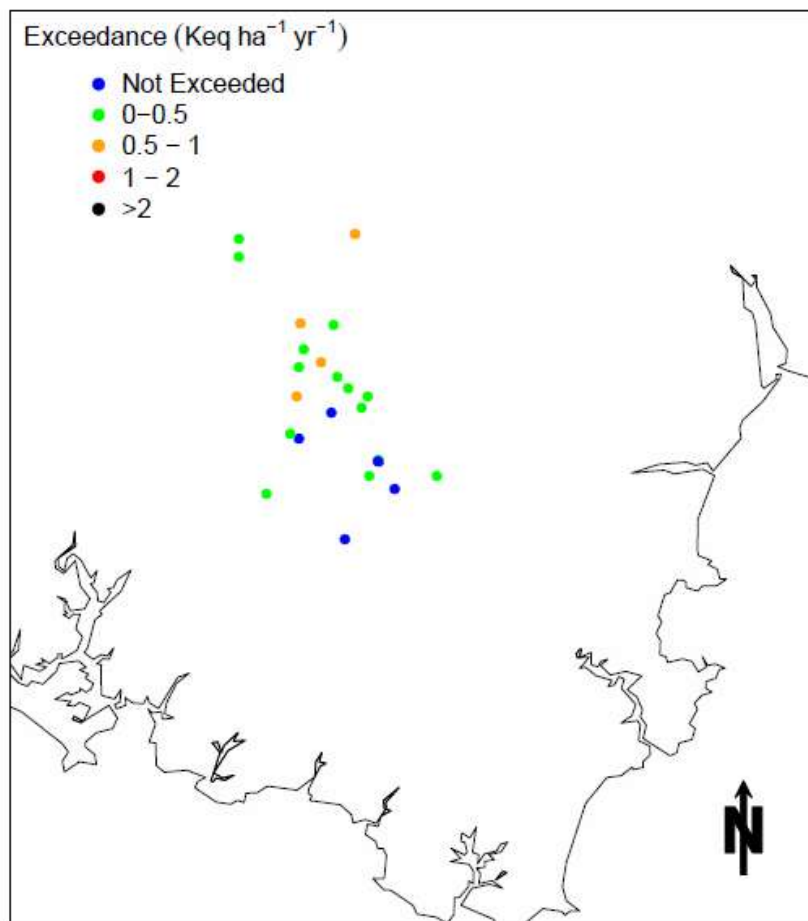 Exceedance (Keq ha⁻¹ yr⁻¹)
Not Exceeded
0−0.5
0.5 − 1
1 − 2
>2
N